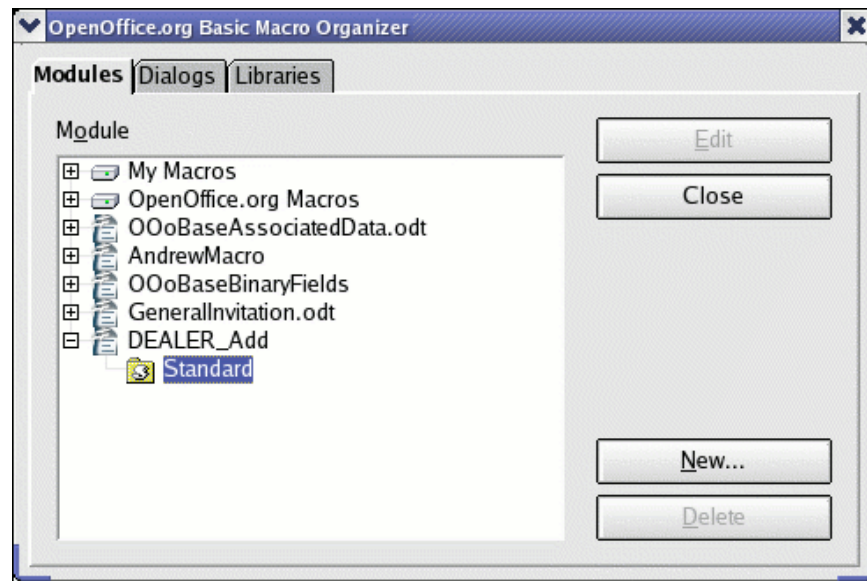 OpenOffice.org Basic Macro Organizer
Modules Dialogs Libraries
Module
Edit
My Macros
OpenOffice.org Macros
Close
OOoBaseAssociatedData.odt
AndrewMacro
OOoBaseBinaryFields
GeneralInvitation.odt
DEALER_Add
Standard
New...
Delete